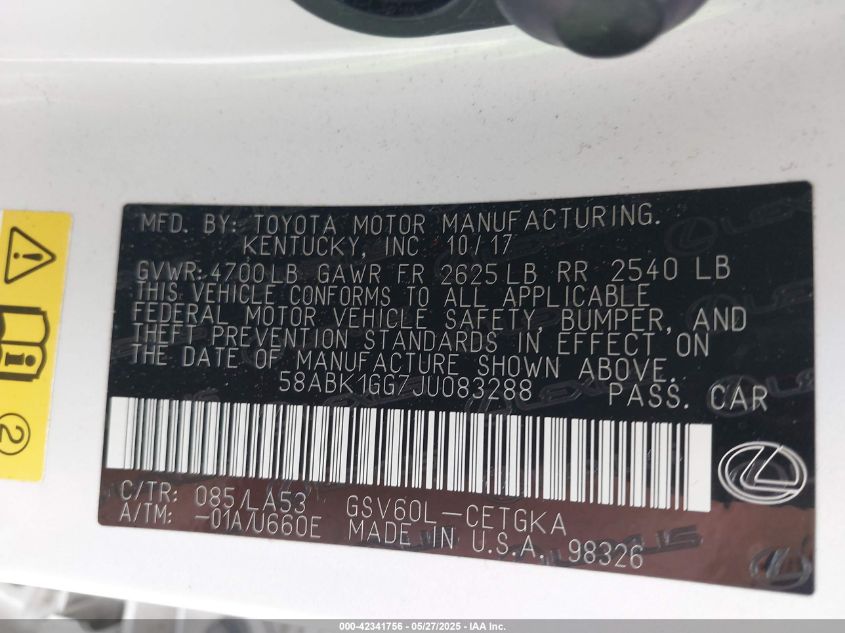 MFD. BY: TOYOTA MOTOR MANUFACTURING.
KENTUCKY, INC 10/17
GVWR: 4700 LB GAWR FR 2625 LB RR 2540 LB
THIS VEHICLE CONFORMS TO ALL APPLICABLE
FEDERAL MOTOR VEHICLE SAFETY, BUMPER, AND
THEFT PREVENTION STANDARDS IN EFFECT ON
THE DATE OF MANUFACTURE SHOWN ABOVE.
58ABK1GG7JU083288 PASS. CAR
C/TR: 085/LA53 GSV60L-CETGKA
A/TM: -01A/U660E MADE IN U.S.A. 98326
2
000-42341756 — 05/27/2025 — IAA Inc.